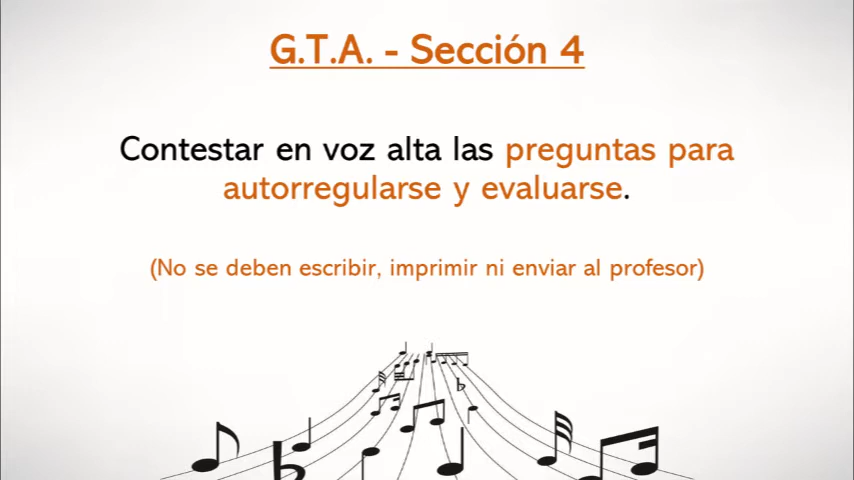 G.T.A. - Sección 4
Contestar en voz alta las preguntas para
autorregularse y evaluarse.
(No se deben escribir, imprimir ni enviar al profesor)